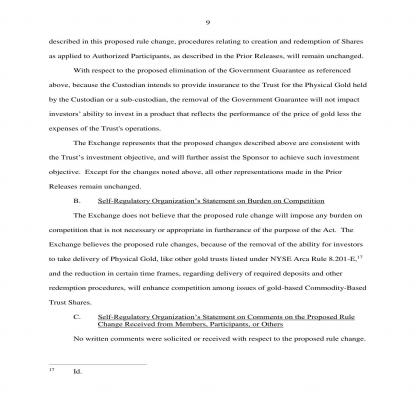 9
described in this proposed rule change, procedures relating to creation and redemption of Shares
as applied to Authorized Participants, as described in the Prior Releases, will remain unchanged.
With respect to the proposed elimination of the Government Guarantee as referenced
above, because the Custodian intends to provide insurance to the Trust for the Physical Gold held
by the Custodian or a sub-custodian, the removal of the Government Guarantee will not impact
investors' ability to invest in a product that reflects the performance of the price of gold less the
expenses of the Trust's operations.
The Exchange represents that the proposed changes described above are consistent with
the Trust's investment objective, and will further assist the Sponsor to achieve such investment
objective. Except for the changes noted above, all other representations made in the Prior
Releases remain unchanged.
B. Self-Regulatory Organization's Statement on Burden on Competition
The Exchange does not believe that the proposed rule change will impose any burden on
competition that is not necessary or appropriate in furtherance of the purpose of the Act. The
Exchange believes the proposed rule changes, because of the removal of the ability for investors
to take delivery of Physical Gold, like other gold trusts listed under NYSE Arca Rule 8.201-E,17
and the reduction in certain time frames, regarding delivery of required deposits and other
redemption procedures, will enhance competition among issues of gold-based Commodity-Based
Trust Shares.
C. Self-Regulatory Organization's Statement on Comments on the Proposed Rule
Change Received from Members, Participants, or Others
No written comments were solicited or received with respect to the proposed rule change.
17 Id.